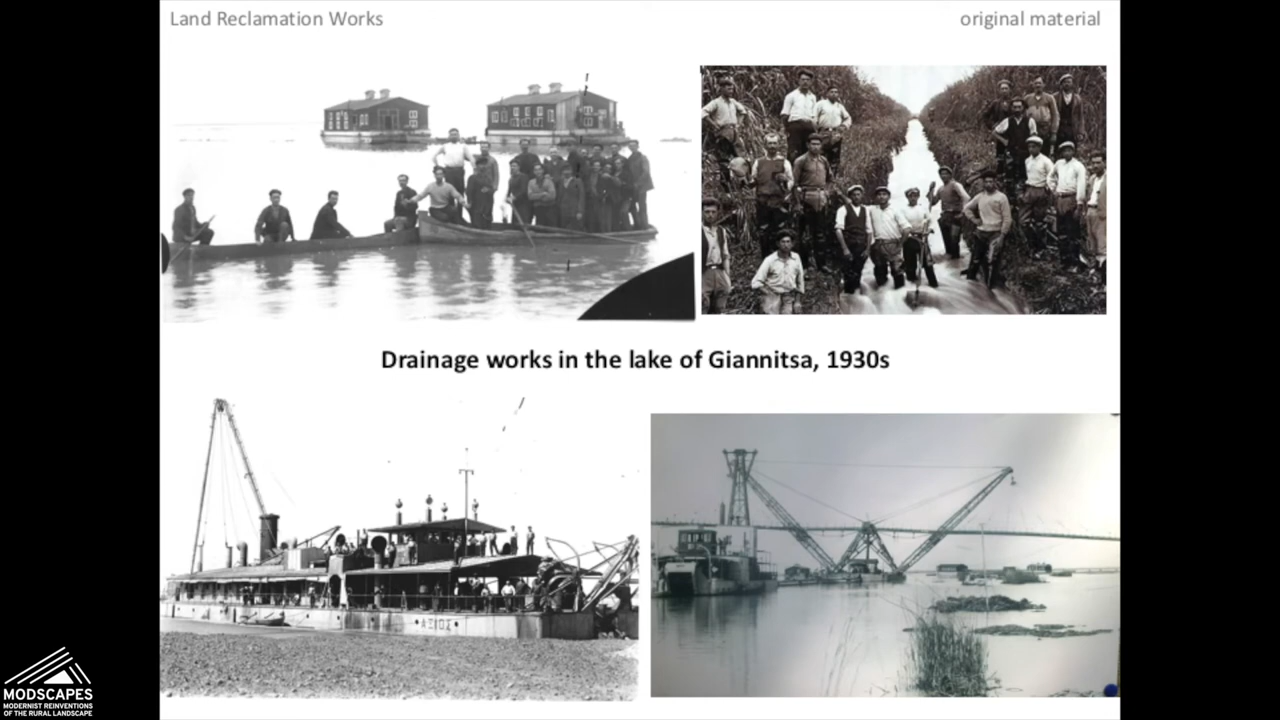 Land Reclamation Works
original material
Drainage works in the lake of Giannitsa, 1930s
ΑΞΙΟΣ
MODSCAPES
MODERNIST REINVENTIONS
OF THE RURAL LANDSCAPE